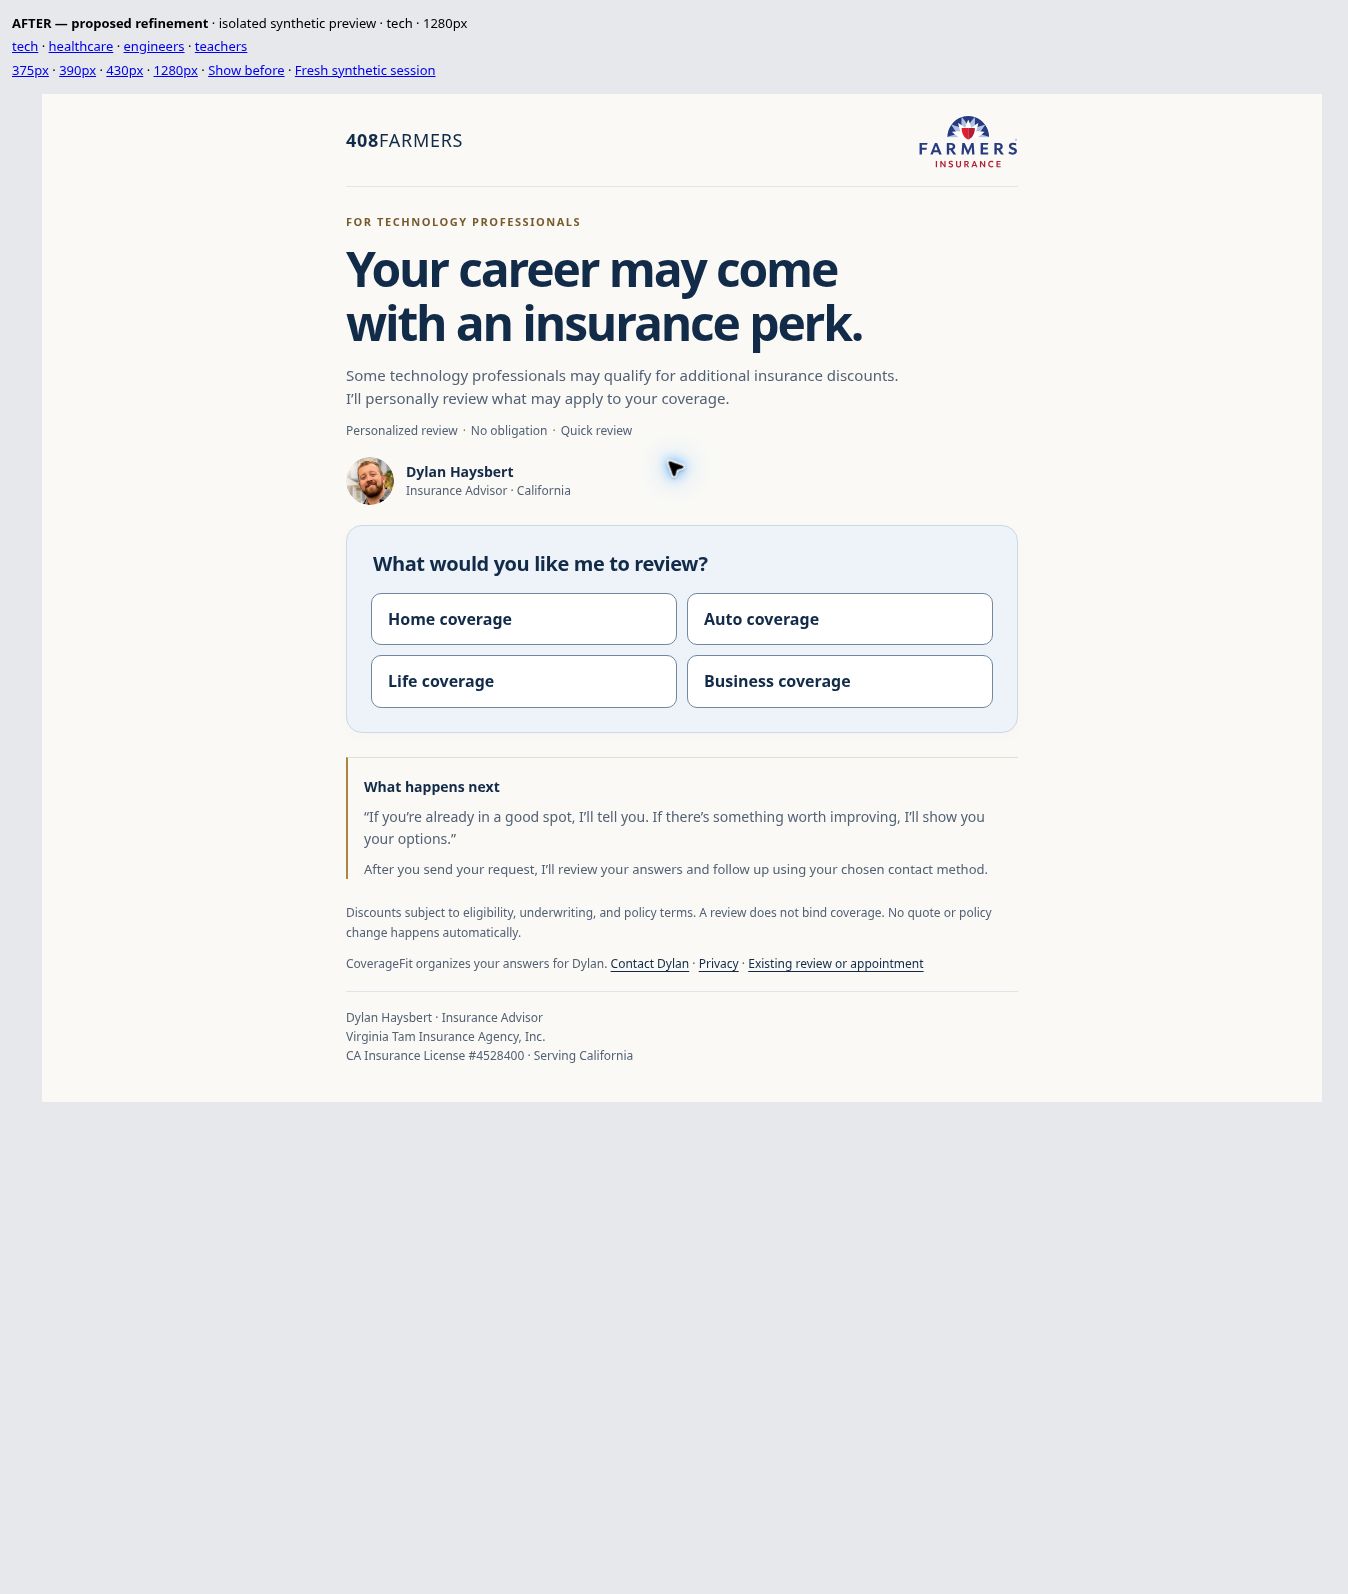 AFTER — proposed refinement · isolated synthetic preview · tech · 1280px
tech · healthcare · engineers · teachers
375px · 390px · 430px · 1280px · Show before · Fresh synthetic session
408FARMERS
FARMERS
INSURANCE
FOR TECHNOLOGY PROFESSIONALS
Your career may come
with an insurance perk.
Some technology professionals may qualify for additional insurance discounts.
I’ll personally review what may apply to your coverage.
Personalized review · No obligation · Quick review
Dylan Haysbert
Insurance Advisor · California
What would you like me to review?
Home coverage
Auto coverage
Life coverage
Business coverage
What happens next
“If you’re already in a good spot, I’ll tell you. If there’s something worth improving, I’ll show you
your options.”
After you send your request, I’ll review your answers and follow up using your chosen contact method.
Discounts subject to eligibility, underwriting, and policy terms. A review does not bind coverage. No quote or policy
change happens automatically.
CoverageFit organizes your answers for Dylan. Contact Dylan · Privacy · Existing review or appointment
Dylan Haysbert · Insurance Advisor
Virginia Tam Insurance Agency, Inc.
CA Insurance License #4528400 · Serving California